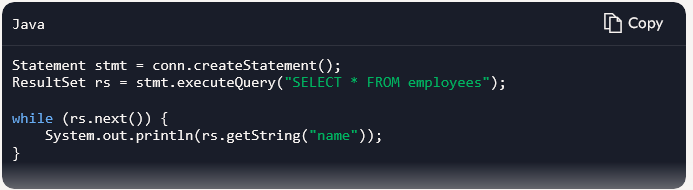 Java
Copy
Statement stmt = conn.createStatement();
ResultSet rs = stmt.executeQuery("SELECT * FROM employees");
while (rs.next()) {
    System.out.println(rs.getString("name"));
}